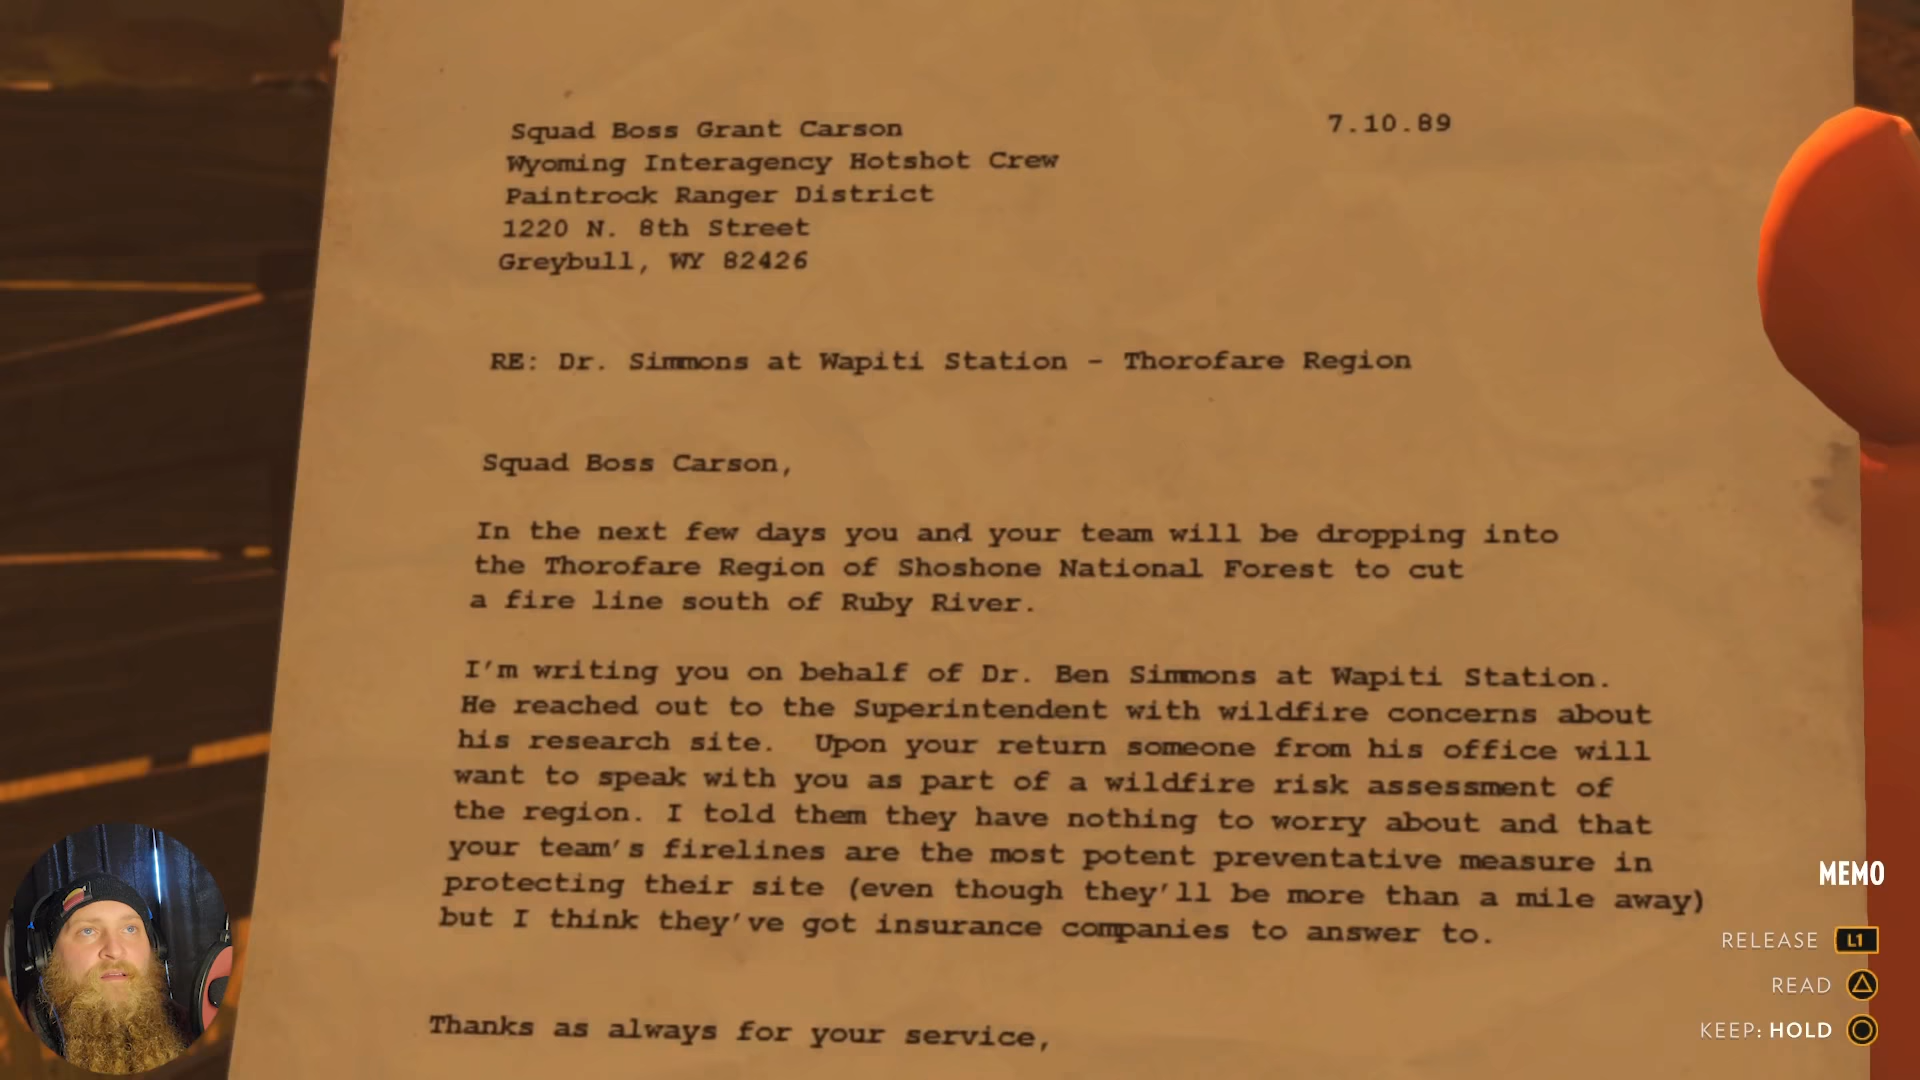 Squad Boss Grant Carson
7.10.89
Wyoming Interagency Hotshot Crew
Paintrock Ranger District
1220 N. 8th Street
Greybull, WY 82426
RE: Dr. Simmons at Wapiti Station - Thorofare Region
Squad Boss Carson,
In the next few days you and your team will be dropping into
the Thorofare Region of Shoshone National Forest to cut
a fire line south of Ruby River.
I'm writing you on behalf of Dr. Ben Simmons at Wapiti Station.
He reached out to the Superintendent with wildfire concerns about
his research site. Upon your return someone from his office will
want to speak with you as part of a wildfire risk assessment of
the region. I told them they have nothing to worry about and that
your team's firelines are the most potent preventative measure in
protecting their site (even though they'll be more than a mile away)
but I think they've got insurance companies to answer to.
Thanks as always for your service,
MEMO
RELEASE L1
READ
KEEP: HOLD